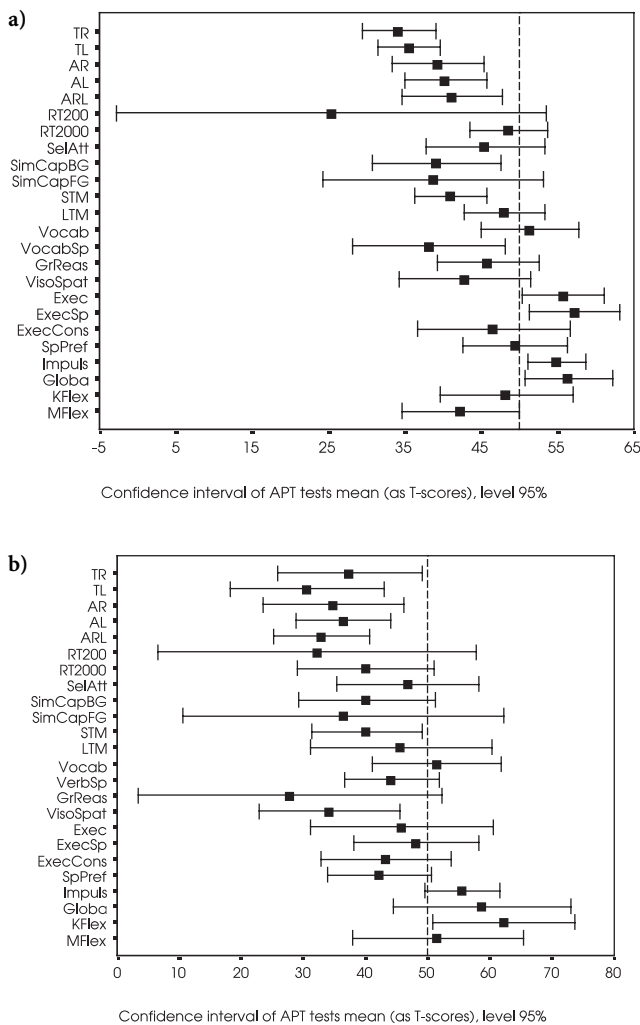 a)
TR
TL
AR
AL
ARL
RT200
RT2000
SelAtt
SimCapBG
SimCapFG
STM
LTM
Vocab
VocabSp
GrReas
VisoSpat
Exec
ExecSp
ExecCons
SpPref
Impuls
Globa
KFlex
MFlex
-5 5 15 25 35 45 55 65
Confidence interval of APT tests mean (as T-scores), level 95%
b)
TR
TL
AR
AL
ARL
RT200
RT2000
SelAtt
SimCapBG
SimCapFG
STM
LTM
Vocab
VerbSp
GrReas
VisoSpat
Exec
ExecSp
ExecCons
SpPref
Impuls
Globa
KFlex
MFlex
0 10 20 30 40 50 60 70 80
Confidence interval of APT tests mean (as T-scores), level 95%